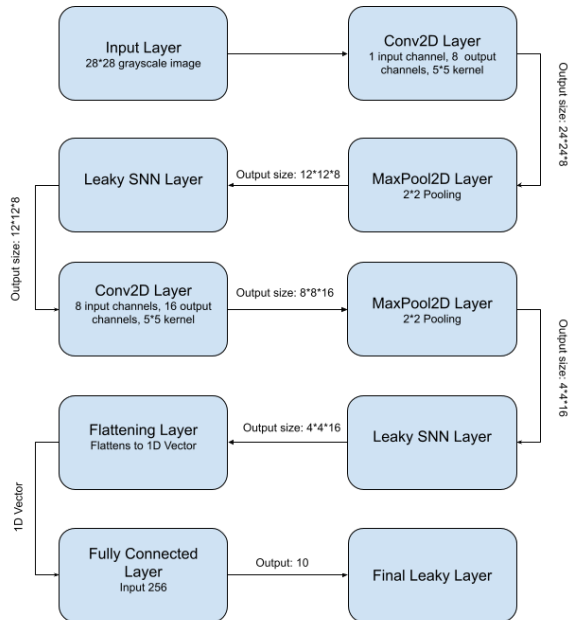 Input Layer
28*28 grayscale image
Conv2D Layer
1 input channel, 8 output
channels, 5*5 kernel
Output size: 24*24*8
MaxPool2D Layer
2*2 Pooling
Output size: 12*12*8
Leaky SNN Layer
Output size: 12*12*8
Conv2D Layer
8 input channels, 16 output
channels, 5*5 kernel
Output size: 8*8*16
MaxPool2D Layer
2*2 Pooling
Output size: 4*4*16
Leaky SNN Layer
Output size: 4*4*16
Flattening Layer
Flattens to 1D Vector
1D Vector
Fully Connected
Layer
Input 256
Output: 10
Final Leaky Layer